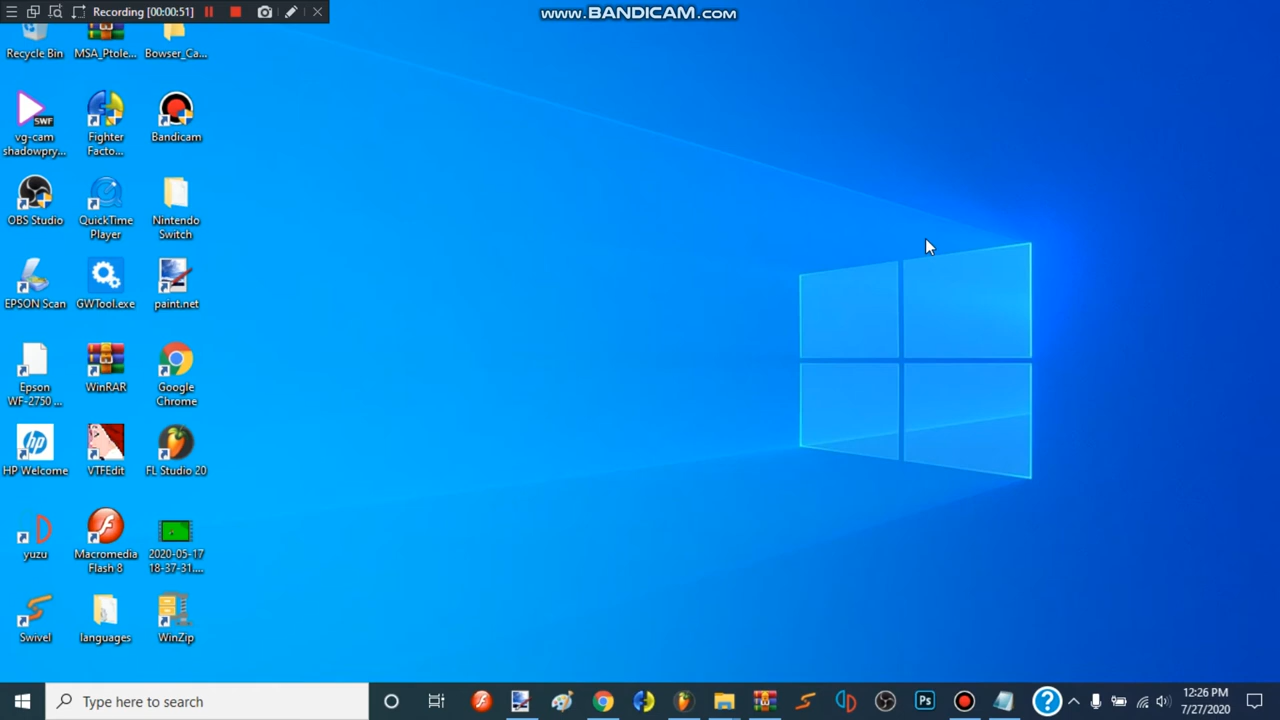 Recording [00:00:51]
www.BANDICAM.com
Recycle Bin
MSA_Ptole...
Bowser_Ca...
SWF
vg-cam
shadowpry...
Fighter
Facto...
Bandicam
OBS Studio
QuickTime
Player
Nintendo
Switch
EPSON Scan
GWTool.exe
paint.net
Epson
WF-2750 ...
WinRAR
Google
Chrome
hp
HP Welcome
VTFEdit
FL Studio 20
yuzu
Macromedia
Flash 8
2020-05-17
18-37-31....
Swivel
languages
WinZip
Type here to search
Ps
?
12:26 PM
7/27/2020